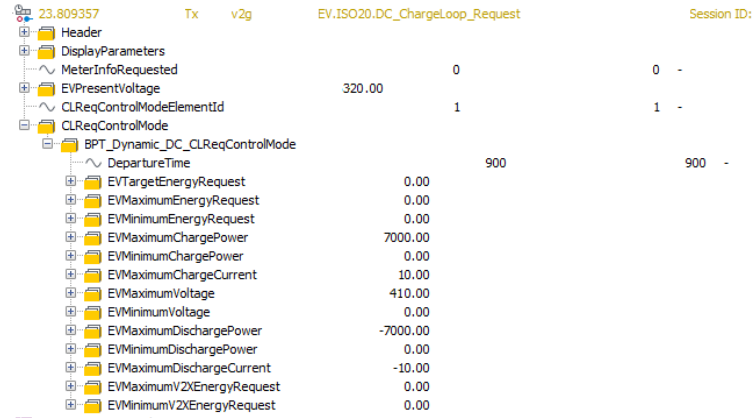 23.809357 Tx v2g EV.ISO20.DC_ChargeLoop_Request Session ID:
Header
DisplayParameters
MeterInfoRequested 0 0 -
EVPresentVoltage 320.00
CLReqControlModeElementId 1 1 -
CLReqControlMode
BPT_Dynamic_DC_CLReqControlMode
DepartureTime 900 900 -
EVTargetEnergyRequest 0.00
EVMaximumEnergyRequest 0.00
EVMinimumEnergyRequest 0.00
EVMaximumChargePower 7000.00
EVMinimumChargePower 0.00
EVMaximumChargeCurrent 10.00
EVMaximumVoltage 410.00
EVMinimumVoltage 0.00
EVMaximumDischargePower -7000.00
EVMinimumDischargePower 0.00
EVMaximumDischargeCurrent -10.00
EVMaximumV2XEnergyRequest 0.00
EVMinimumV2XEnergyRequest 0.00